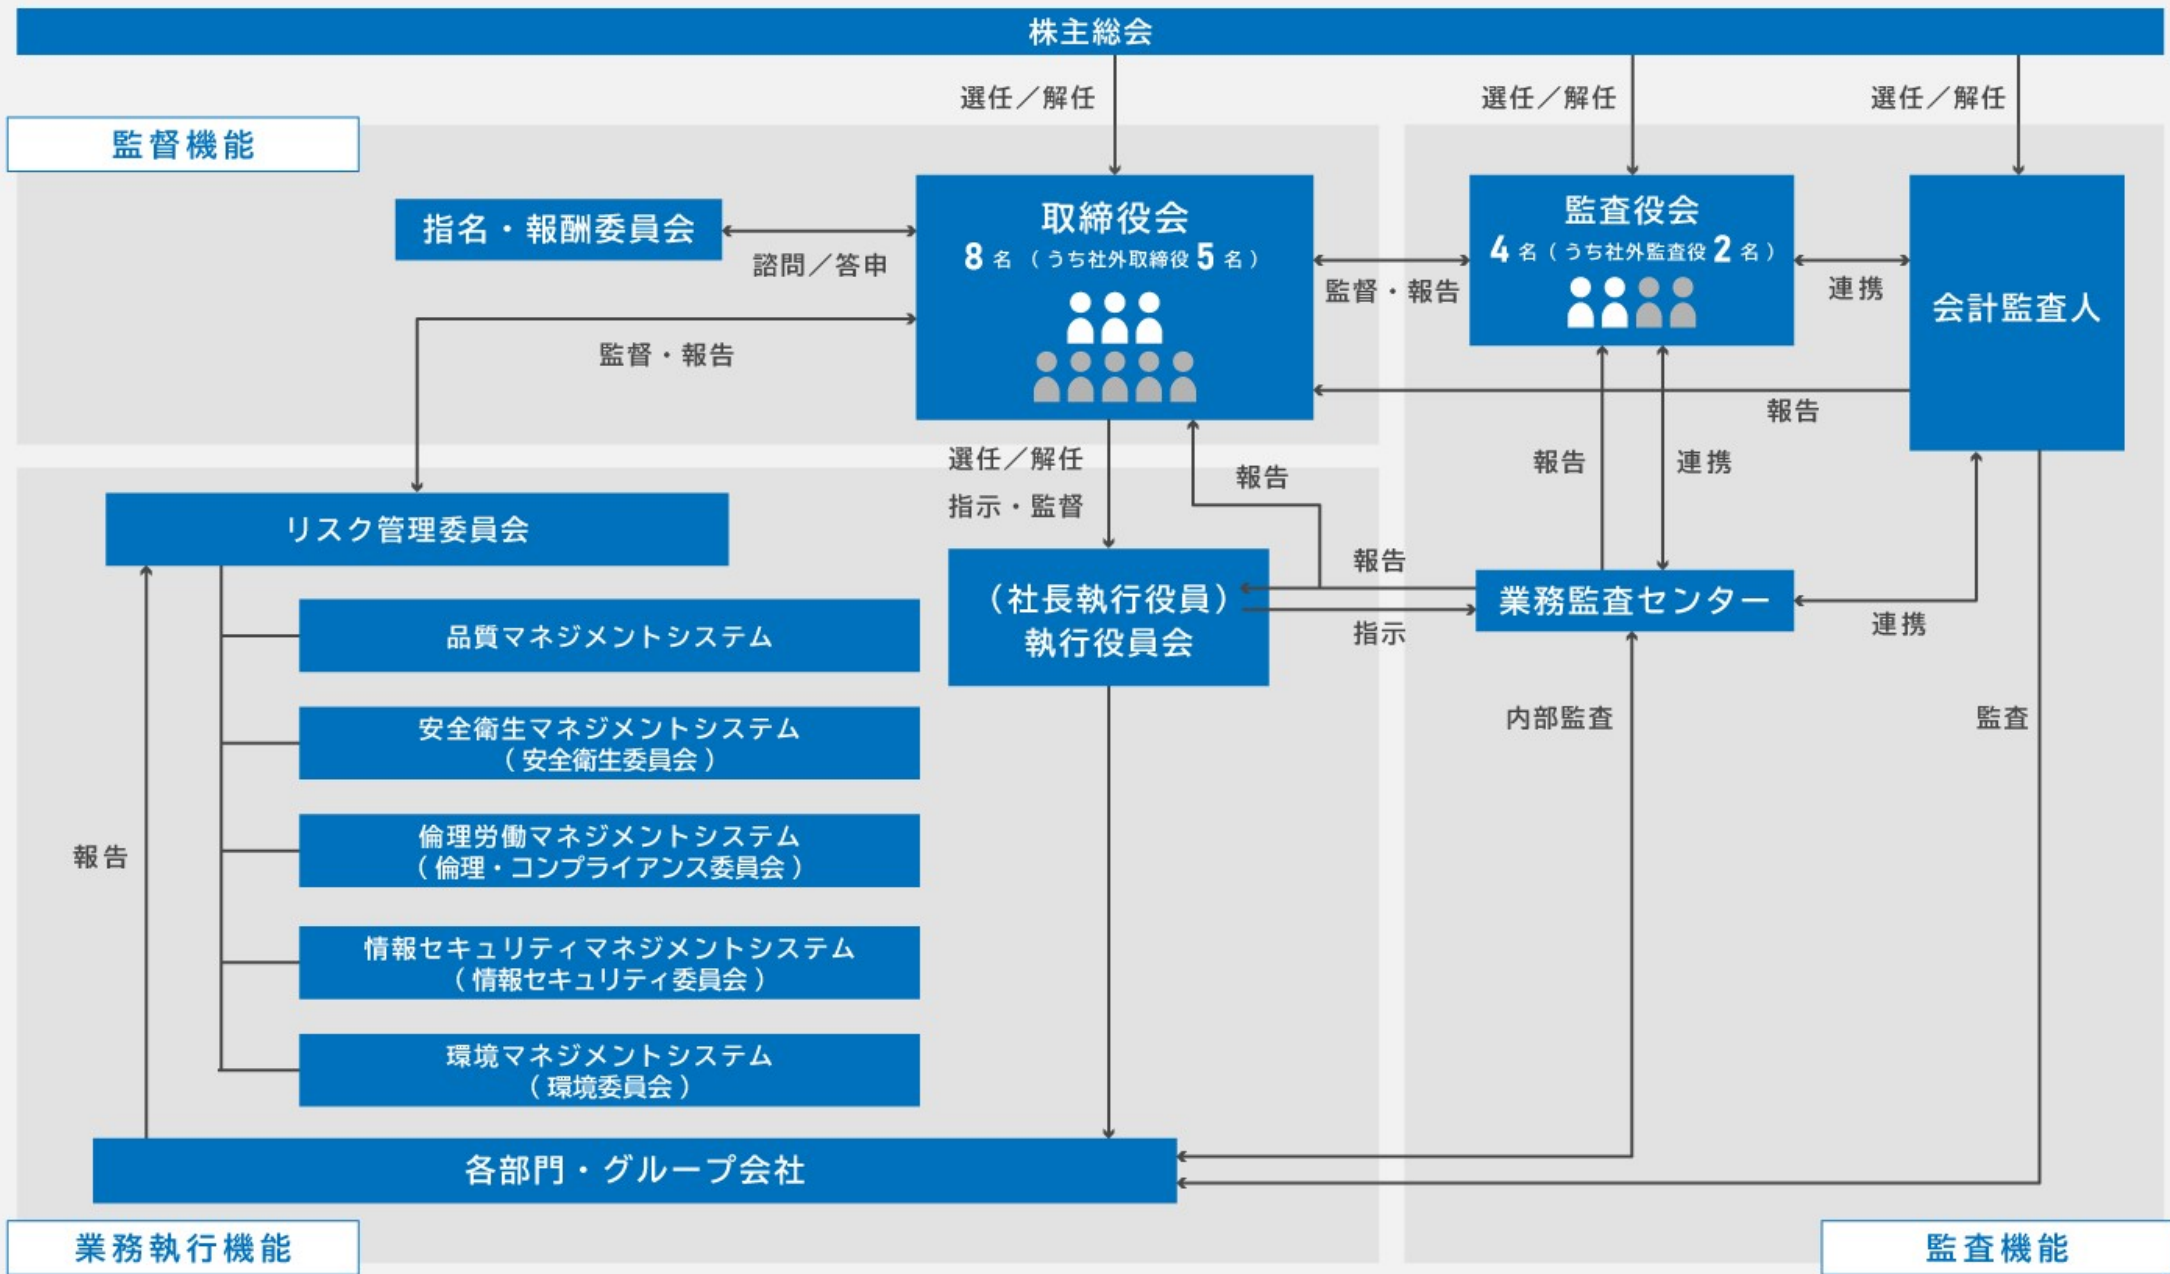 株主総会
選任／解任
選任／解任
選任／解任
監督機能
指名・報酬委員会
諮問／答申
取締役会
8 名 （ うち社外取締役 5 名 ）
監督・報告
監査役会
4 名 （ うち社外監査役 2 名 ）
連携
会計監査人
監督・報告
報告
選任／解任
指示・監督
報告
報告
連携
リスク管理委員会
（社長執行役員）
執行役員会
報告
指示
業務監査センター
連携
品質マネジメントシステム
安全衛生マネジメントシステム
（ 安全衛生委員会 ）
内部監査
監査
倫理労働マネジメントシステム
（ 倫理・コンプライアンス委員会 ）
報告
情報セキュリティマネジメントシステム
（ 情報セキュリティ委員会 ）
環境マネジメントシステム
（ 環境委員会 ）
各部門・グループ会社
業務執行機能
監査機能